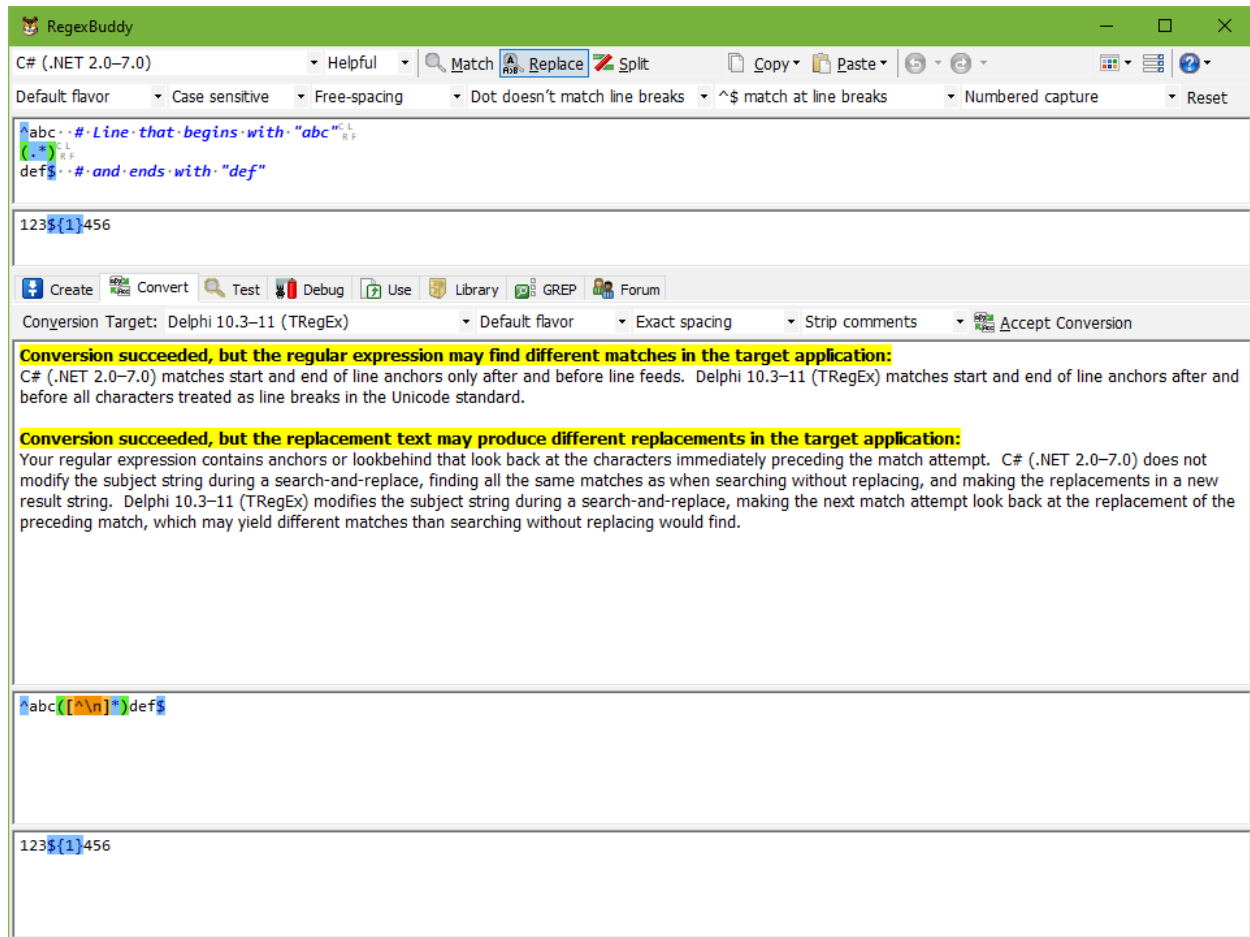 RegexBuddy
C# (.NET 2.0–7.0) Helpful Match Replace Split Copy Paste
Default flavor Case sensitive Free-spacing Dot doesn't match line breaks ^$ match at line breaks Numbered capture Reset
^abc··#·Line·that·begins·with·"abc"CRLF
(.*)CRLF
def$··#·and·ends·with·"def"
123${1}456
Create Convert Test Debug Use Library GREP Forum
Conversion Target: Delphi 10.3–11 (TRegEx) Default flavor Exact spacing Strip comments Accept Conversion
Conversion succeeded, but the regular expression may find different matches in the target application:
C# (.NET 2.0–7.0) matches start and end of line anchors only after and before line feeds. Delphi 10.3–11 (TRegEx) matches start and end of line anchors after and
before all characters treated as line breaks in the Unicode standard.
Conversion succeeded, but the replacement text may produce different replacements in the target application:
Your regular expression contains anchors or lookbehind that look back at the characters immediately preceding the match attempt. C# (.NET 2.0–7.0) does not
modify the subject string during a search-and-replace, finding all the same matches as when searching without replacing, and making the replacements in a new
result string. Delphi 10.3–11 (TRegEx) modifies the subject string during a search-and-replace, making the next match attempt look back at the replacement of the
preceding match, which may yield different matches than searching without replacing would find.
^abc([^\n]*)def$
123${1}456